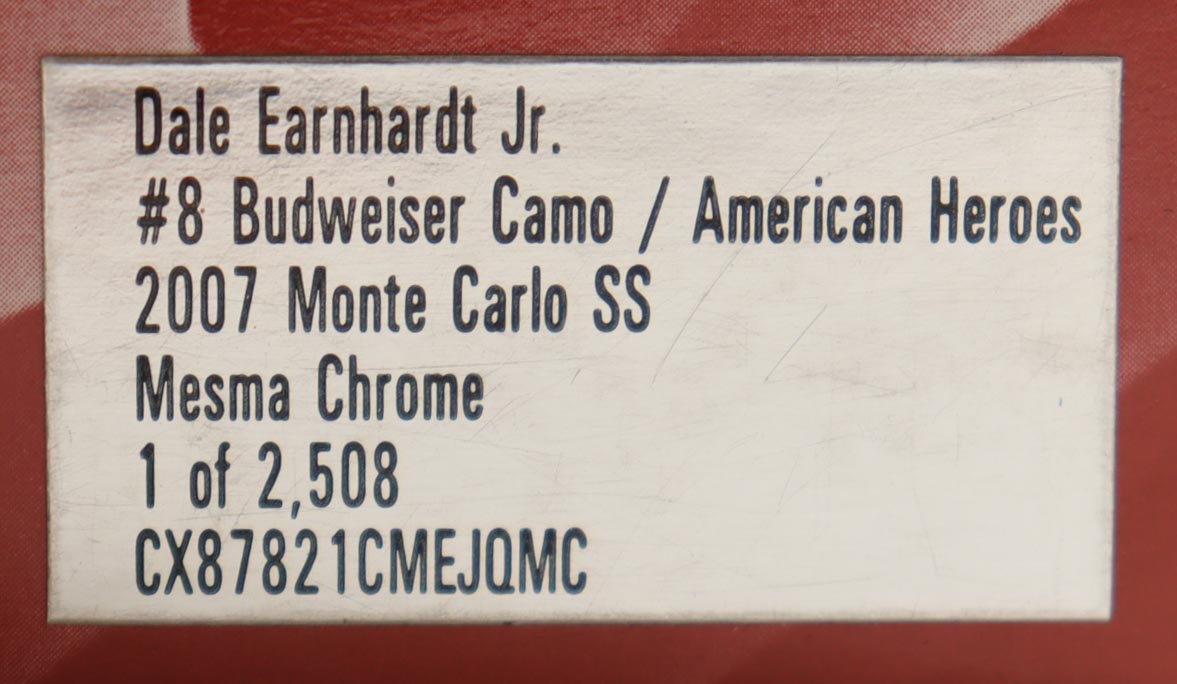 Dale Earnhardt Jr.
#8 Budweiser Camo / American Heroes
2007 Monte Carlo SS
Mesma Chrome
1 of 2,508
CX87821CMEJQMC